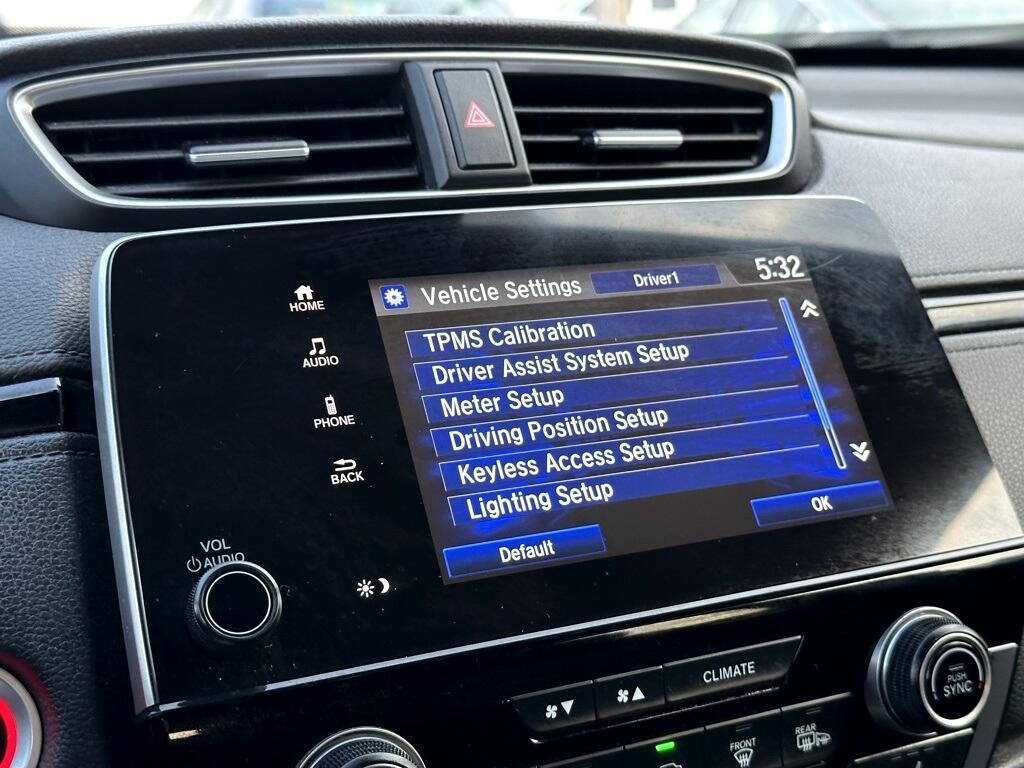 5:32
Vehicle Settings
Driver1
HOME
AUDIO
PHONE
BACK
TPMS Calibration
Driver Assist System Setup
Meter Setup
Driving Position Setup
Keyless Access Setup
Lighting Setup
Default
OK
VOL
AUDIO
CLIMATE
PUSH
SYNC
FRONT
REAR